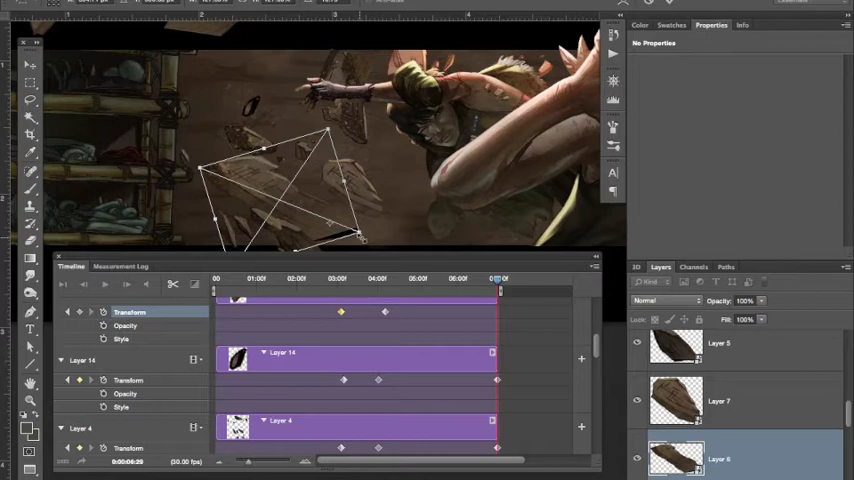 Color Swatches Properties Info
No Properties
Timeline Measurement Log
00 01:00f 02:00f 03:00f 04:00f 05:00f 06:00f
Transform
Opacity
Style
Layer 14 Layer 14
Transform
Opacity
Style
Layer 4 Layer 4
Transform
0:00:06:29 (30.00 fps)
3D Layers Channels Paths
Kind
Normal Opacity: 100%
Lock: Fill: 100%
Layer 5
Layer 7
Layer 6